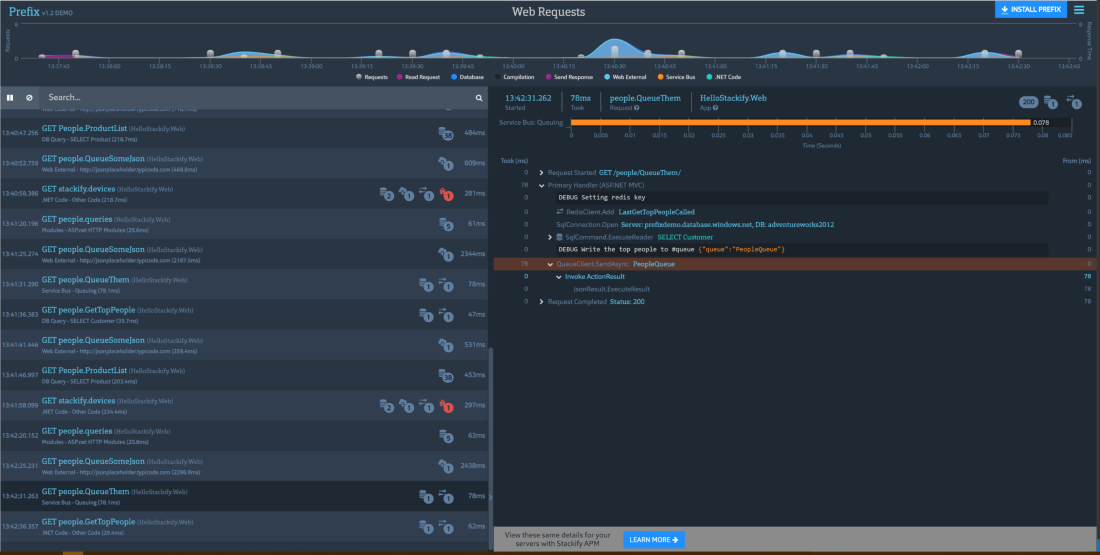 Prefix v1.2 DEMO
Web Requests
INSTALL PREFIX
Requests
Response Time
13:37:45 13:38:00 13:38:30 13:38:45 13:39:15 13:39:30 13:39:45 13:40:00 13:40:30 13:40:45 13:41:15 13:41:30 13:41:45 13:42:00 13:42:15 13:42:30 13:42:45
Requests Read Request Database Compilation Send Response Web External Service Bus .NET Code
Search...
13:40:47.256 GET People.ProductList (HelloStackify.Web) 38 484ms
DB Query - SELECT Product (218.7ms)
13:40:52.759 GET people.QueueSomeJson (HelloStackify.Web) 1 609ms
Web External - http://jsonplaceholder.typicode.com (468.8ms)
13:40:58.386 GET stackify.devices (HelloStackify.Web) 2 1 1 1 281ms
.NET Code - Other Code (218.7ms)
13:41:20.196 GET people.queries (HelloStackify.Web) 5 61ms
Modules - ASP.net HTTP Modules (29.6ms)
13:41:25.274 GET people.QueueSomeJson (HelloStackify.Web) 1 2344ms
Web External - http://jsonplaceholder.typicode.com (2187.5ms)
13:41:31.290 GET people.QueueThem (HelloStackify.Web) 1 1 78ms
Service Bus - Queuing (78.1ms)
13:41:36.383 GET people.GetTopPeople (HelloStackify.Web) 1 1 47ms
DB Query - SELECT Customer (35.7ms)
13:41:41.446 GET people.QueueSomeJson (HelloStackify.Web) 1 531ms
Web External - http://jsonplaceholder.typicode.com (359.4ms)
13:41:46.997 GET People.ProductList (HelloStackify.Web) 38 453ms
DB Query - SELECT Product (203.4ms)
13:41:58.099 GET stackify.devices (HelloStackify.Web) 2 1 1 1 297ms
.NET Code - Other Code (234.4ms)
13:42:20.152 GET people.queries (HelloStackify.Web) 5 63ms
Modules - ASP.net HTTP Modules (20.8ms)
13:42:25.231 GET people.QueueSomeJson (HelloStackify.Web) 1 2438ms
Web External - http://jsonplaceholder.typicode.com (2296.9ms)
13:42:31.263 GET people.QueueThem (HelloStackify.Web) 1 1 78ms
Service Bus - Queuing (78.1ms)
13:42:36.357 GET people.GetTopPeople (HelloStackify.Web) 1 1 62ms
.NET Code - Other Code (29.4ms)
13:42:31.262 78ms people.QueueThem HelloStackify.Web 200 1 1
Started Took Request App
Service Bus: Queuing 0.078
0 0.005 0.01 0.015 0.02 0.025 0.03 0.035 0.04 0.045 0.05 0.055 0.06 0.065 0.07 0.075 0.08 0.085
Time (Seconds)
Took (ms) From (ms)
0 Request Started GET /people/QueueThem/ 0
78 Primary Handler (ASP.NET MVC) 0
0 DEBUG Setting redis key 0
0 RedisClient.Add LastGetTopPeopleCalled 0
0 SqlConnection.Open Server: prefixdemo.database.windows.net, DB: adventureworks2012 0
0 SqlCommand.ExecuteReader SELECT Customer 0
0 DEBUG Write the top people to #queue {"queue":"PeopleQueue"} 0
78 QueueClient.SendAsync PeopleQueue 0
0 Invoke ActionResult 78
0 JsonResult.ExecuteResult 78
0 Request Completed Status: 200 78
View these same details for your
servers with Stackify APM
LEARN MORE